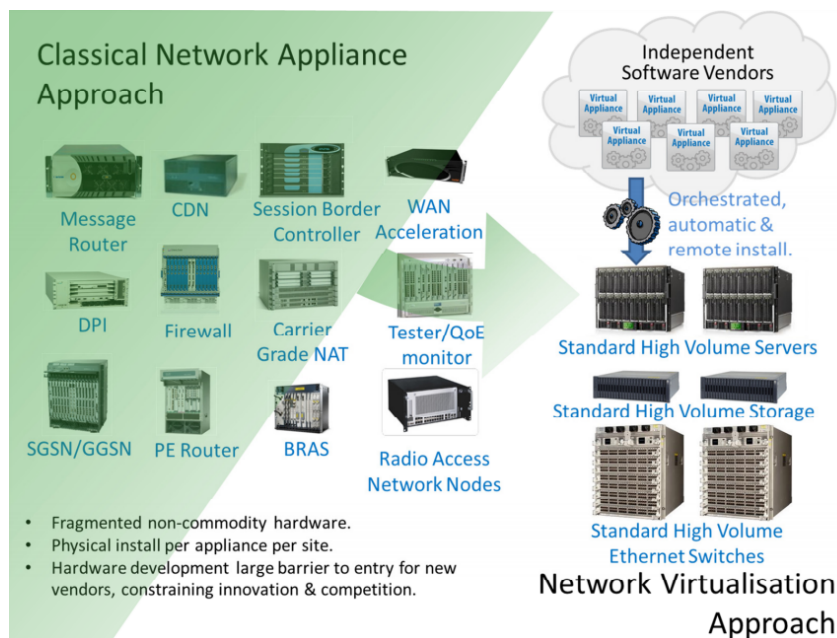 Classical Network Appliance
Approach
Message
Router
CDN
Session Border
Controller
WAN
Acceleration
DPI
Firewall
Carrier
Grade NAT
Tester/QoE
monitor
SGSN/GGSN
PE Router
BRAS
Radio Access
Network Nodes
• Fragmented non-commodity hardware.
• Physical install per appliance per site.
• Hardware development large barrier to entry for new
vendors, constraining innovation & competition.
Independent
Software Vendors
Virtual
Appliance
Virtual
Appliance
Virtual
Appliance
Virtual
Appliance
Virtual
Appliance
Virtual
Appliance
Virtual
Appliance
Orchestrated,
automatic &
remote install.
Standard High Volume Servers
Standard High Volume Storage
Standard High Volume
Ethernet Switches
Network Virtualisation
Approach